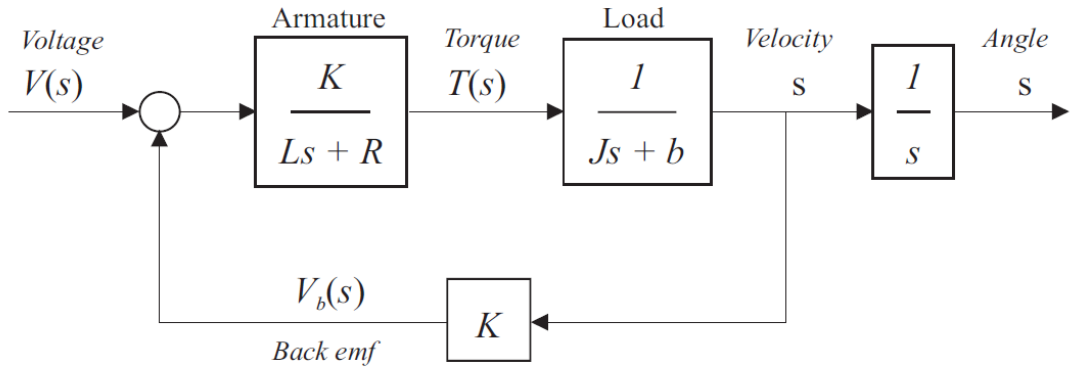 Armature
Load
Voltage
Torque
Velocity
Angle
V(s)
K
Ls + R
T(s)
1
Js + b
s
1
s
s
V_b(s)
K
Back emf